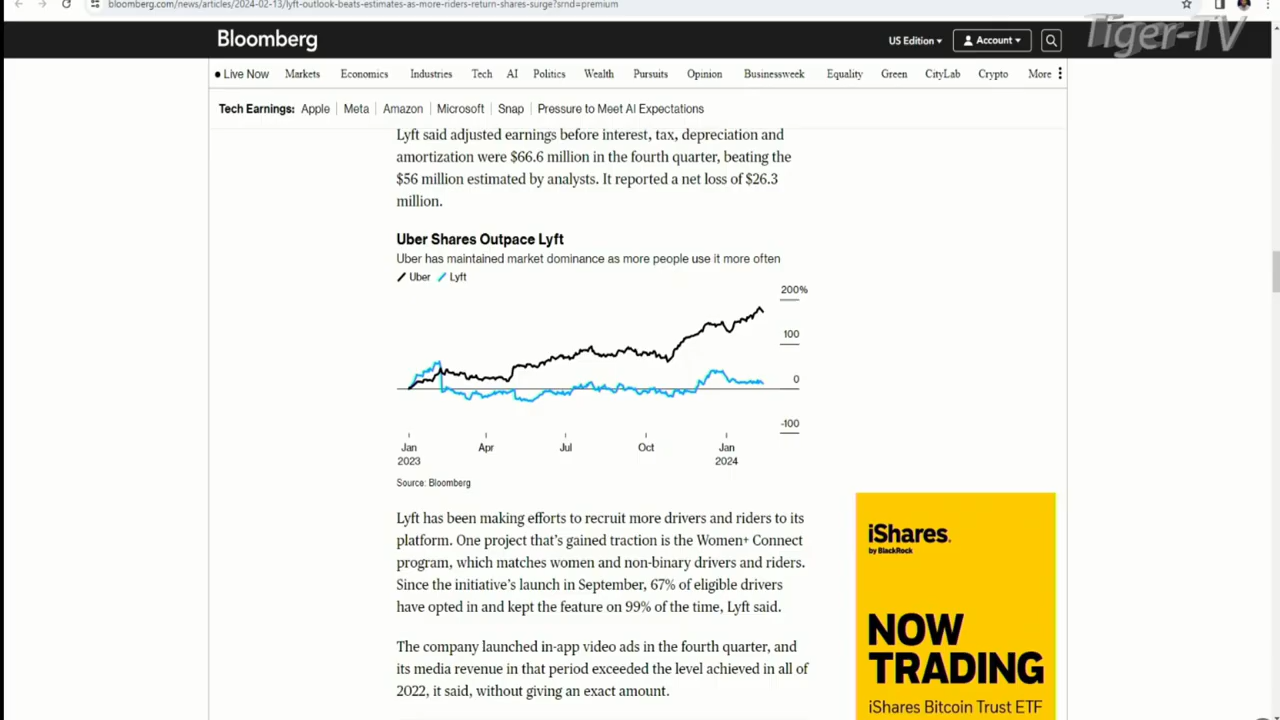 bloomberg.com/news/articles/2024-02-13/lyft-outlook-beats-estimates-as-more-riders-return-shares-surge?srnd=premium
Tiger-TV
Bloomberg
US Edition
Account
Live Now
Markets
Economics
Industries
Tech
AI
Politics
Wealth
Pursuits
Opinion
Businessweek
Equality
Green
CityLab
Crypto
More
Tech Earnings:
Apple
Meta
Amazon
Microsoft
Snap
Pressure to Meet AI Expectations
Lyft said adjusted earnings before interest, tax, depreciation and
amortization were $66.6 million in the fourth quarter, beating the
$56 million estimated by analysts. It reported a net loss of $26.3
million.
Uber Shares Outpace Lyft
Uber has maintained market dominance as more people use it more often
Uber
Lyft
200%
100
0
-100
Jan
2023
Apr
Jul
Oct
Jan
2024
Source: Bloomberg
Lyft has been making efforts to recruit more drivers and riders to its
platform. One project that’s gained traction is the Women+ Connect
program, which matches women and non-binary drivers and riders.
Since the initiative’s launch in September, 67% of eligible drivers
have opted in and kept the feature on 99% of the time, Lyft said.
The company launched in-app video ads in the fourth quarter, and
its media revenue in that period exceeded the level achieved in all of
2022, it said, without giving an exact amount.
iShares.
by BlackRock
NOW
TRADING
iShares Bitcoin Trust ETF